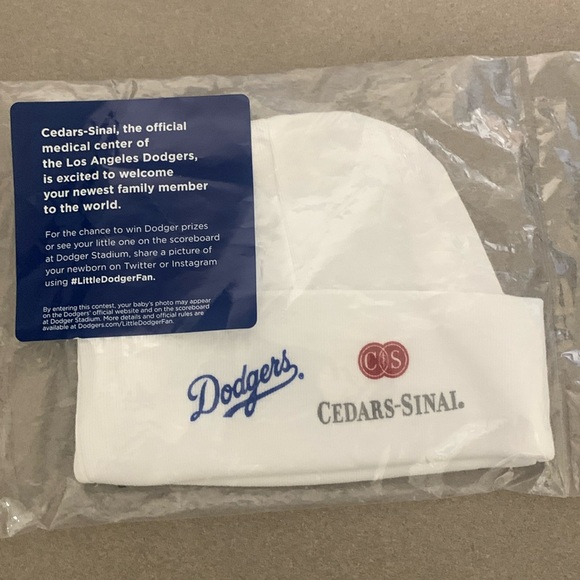 Cedars-Sinai, the official
medical center of
the Los Angeles Dodgers,
is excited to welcome
your newest family member
to the world.
For the chance to win Dodger prizes
or see your little one on the scoreboard
at Dodger Stadium, share a picture of
your newborn on Twitter or Instagram
using #LittleDodgerFan.
By entering this contest, your baby's photo may appear
on the Dodgers' official website and on the scoreboard
at Dodger Stadium. More details and official rules are
available at Dodgers.com/LittleDodgerFan.
Dodgers.
CS
CEDARS-SINAI.